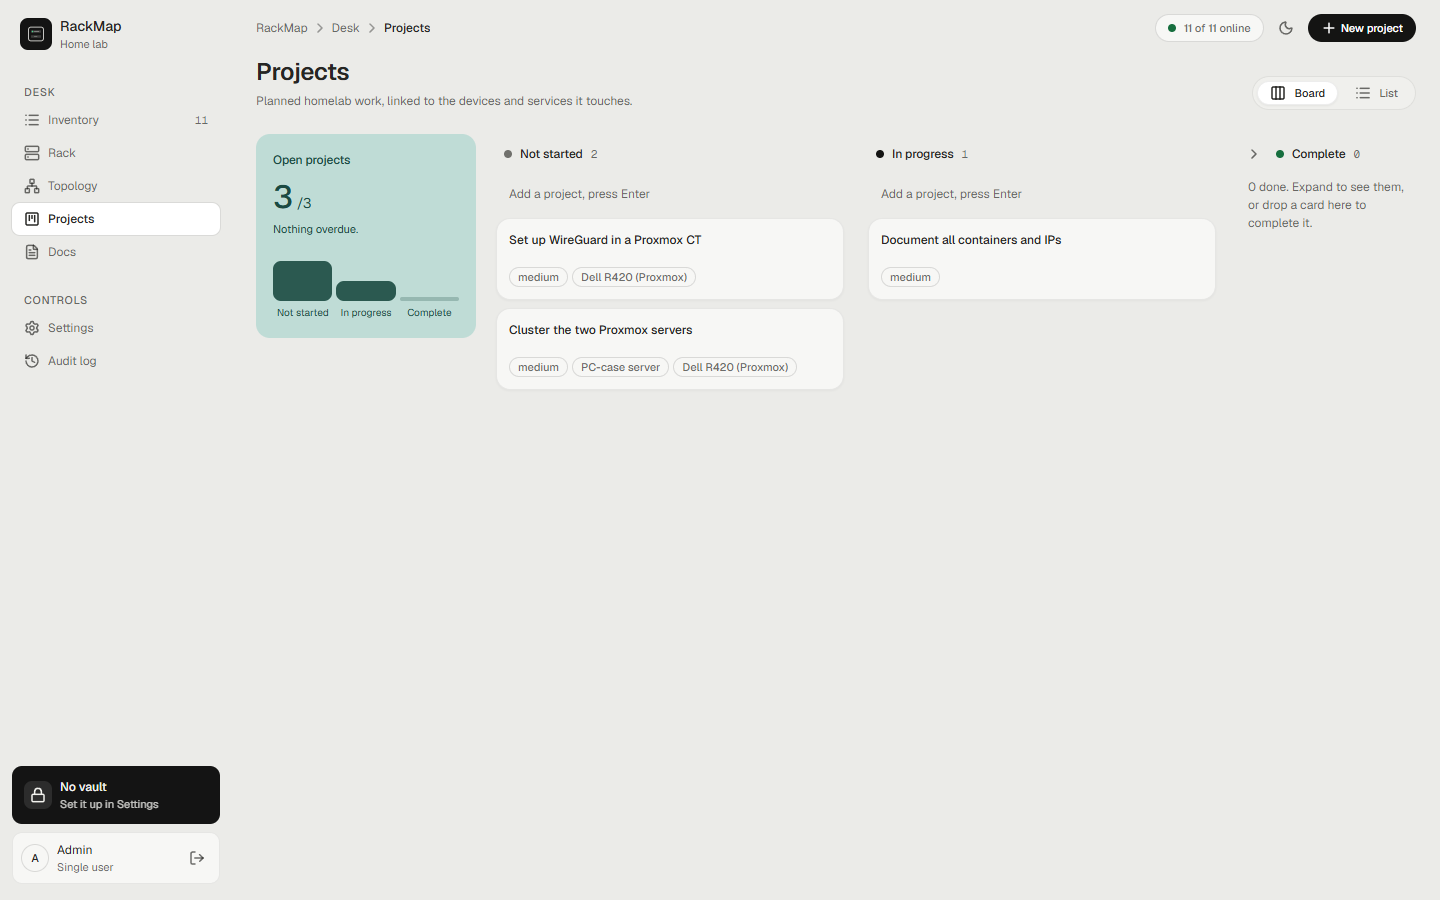 RackMap
Home lab
DESK
Inventory 11
Rack
Topology
Projects
Docs
CONTROLS
Settings
Audit log
No vault
Set it up in Settings
A
Admin
Single user
RackMap > Desk > Projects
11 of 11 online
New project
Projects
Planned homelab work, linked to the devices and services it touches.
Board
List
Open projects
3 /3
Nothing overdue.
Not started
In progress
Complete
Not started 2
Add a project, press Enter
Set up WireGuard in a Proxmox CT
medium
Dell R420 (Proxmox)
Cluster the two Proxmox servers
medium
PC-case server
Dell R420 (Proxmox)
In progress 1
Add a project, press Enter
Document all containers and IPs
medium
Complete 0
0 done. Expand to see them,
or drop a card here to
complete it.